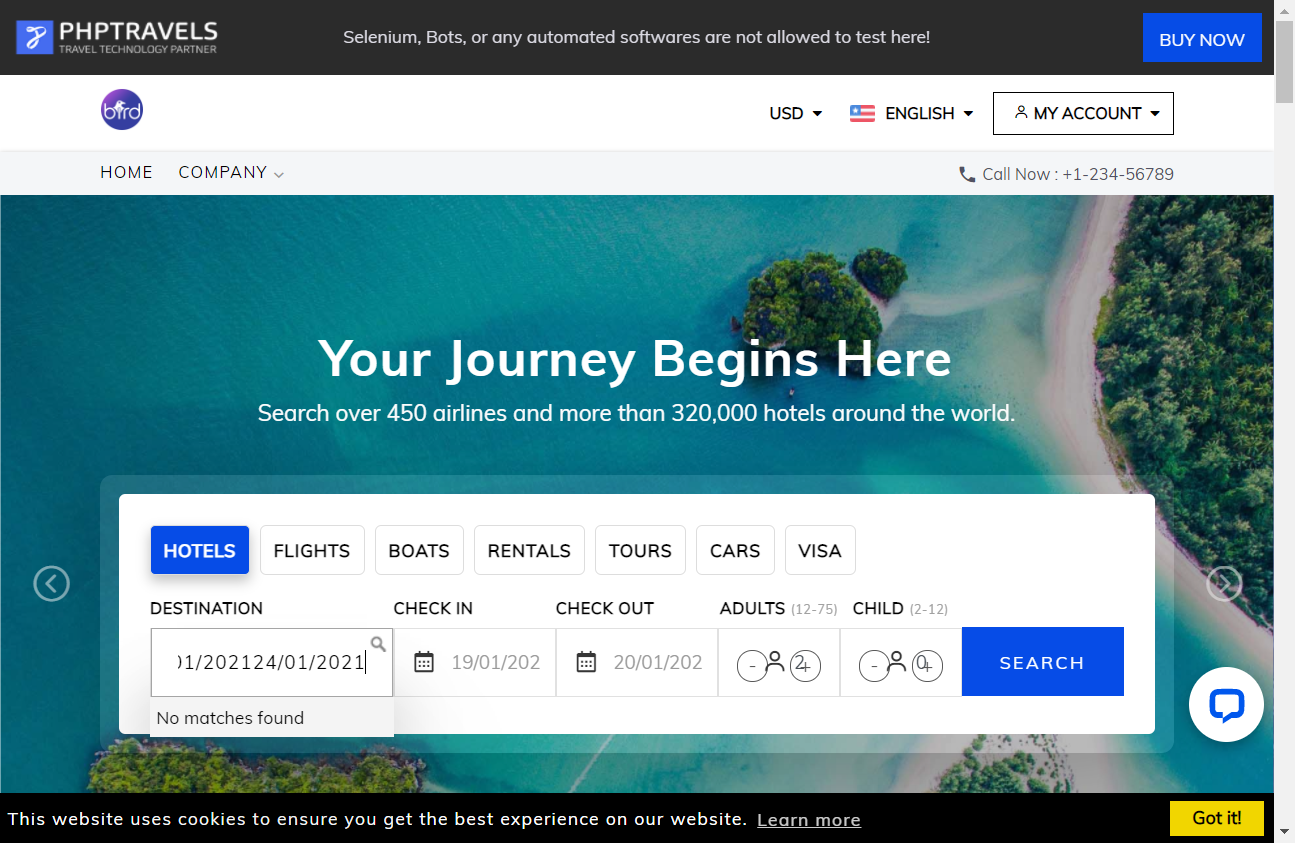 PHPTRAVELS
TRAVEL TECHNOLOGY PARTNER
Selenium, Bots, or any automated softwares are not allowed to test here!
BUY NOW
bird
USD
ENGLISH
MY ACCOUNT
HOME
COMPANY
Call Now : +1-234-56789
Your Journey Begins Here
Search over 450 airlines and more than 320,000 hotels around the world.
HOTELS
FLIGHTS
BOATS
RENTALS
TOURS
CARS
VISA
DESTINATION
CHECK IN
CHECK OUT
ADULTS (12-75)
CHILD (2-12)
01/202124/01/2021
19/01/202
20/01/202
- 2 +
- 0 +
SEARCH
No matches found
This website uses cookies to ensure you get the best experience on our website. Learn more
Got it!